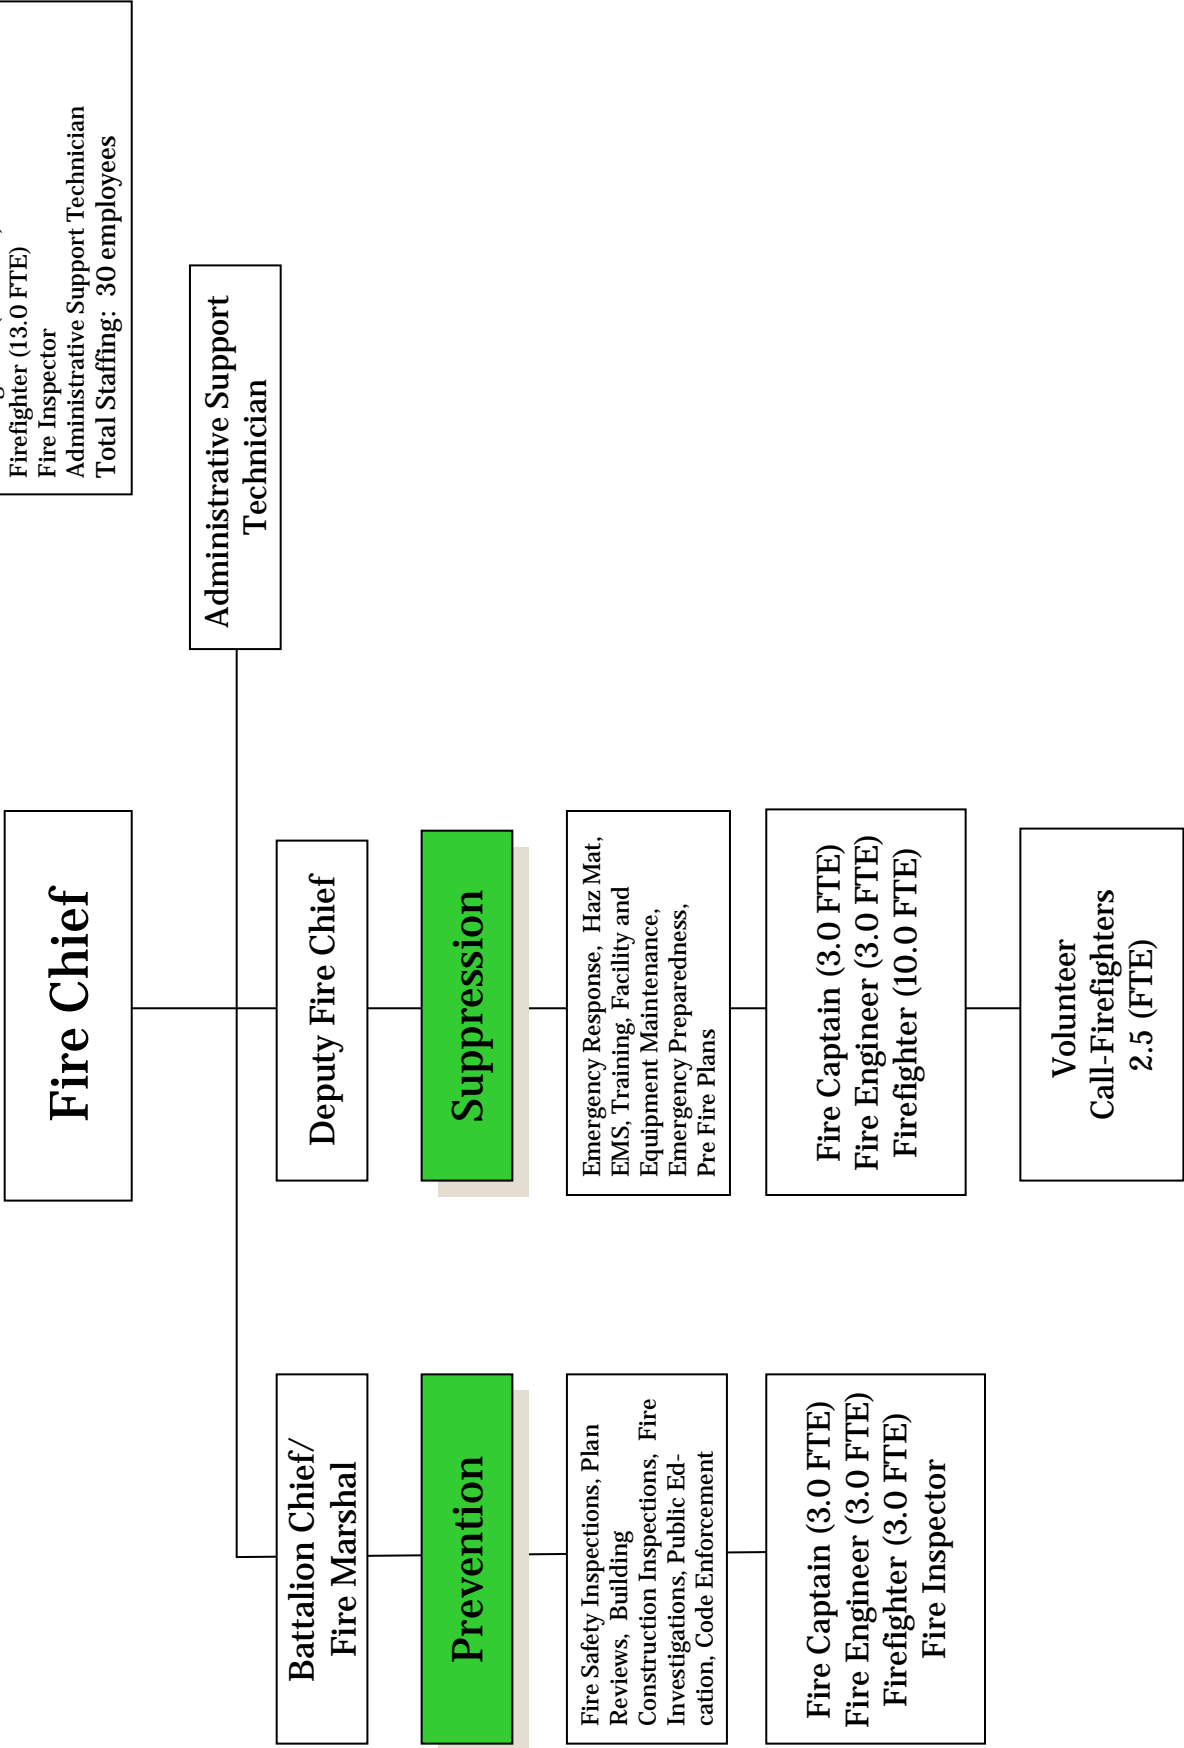 Firefighter (13.0 FTE)
Fire Inspector
Administrative Support Technician
Total Staffing: 30 employees
Fire Chief
Administrative Support
Technician
Battalion Chief/
Fire Marshal
Deputy Fire Chief
Prevention
Suppression
Fire Safety Inspections, Plan
Reviews, Building
Construction Inspections, Fire
Investigations, Public Ed-
cation, Code Enforcement
Emergency Response, Haz Mat,
EMS, Training, Facility and
Equipment Maintenance,
Emergency Preparedness,
Pre Fire Plans
Fire Captain (3.0 FTE)
Fire Engineer (3.0 FTE)
Firefighter (3.0 FTE)
Fire Inspector
Fire Captain (3.0 FTE)
Fire Engineer (3.0 FTE)
Firefighter (10.0 FTE)
Volunteer
Call-Firefighters
2.5 (FTE)